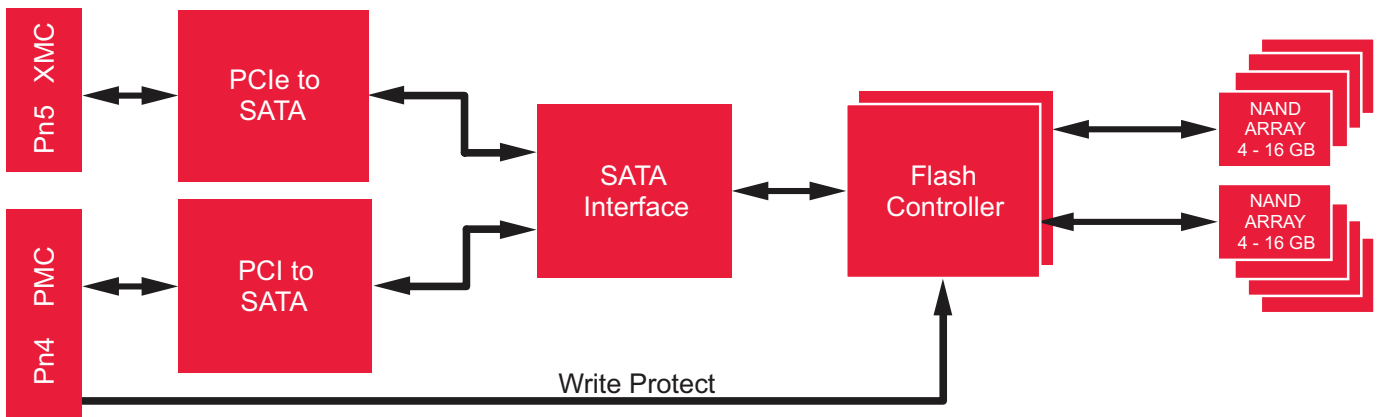 Pn5 XMC
PCIe to
SATA
Pn4 PMC
PCI to
SATA
SATA
Interface
Flash
Controller
NAND
ARRAY
4 - 16 GB
NAND
ARRAY
4 - 16 GB
Write Protect